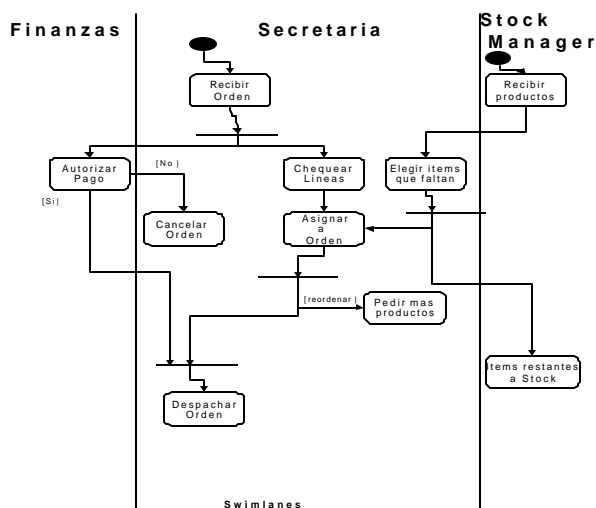 Finanzas
Secretaria
Stock
Manager
Recibir
Orden
Recibir
productos
Autorizar
Pago
[No]
[Si]
Chequear
Líneas
Elegir items
que faltan
Cancelar
Orden
Asignar
a
Orden
[reordenar]
Pedir mas
productos
Items restantes
a Stock
Despachar
Orden
Swimlanes